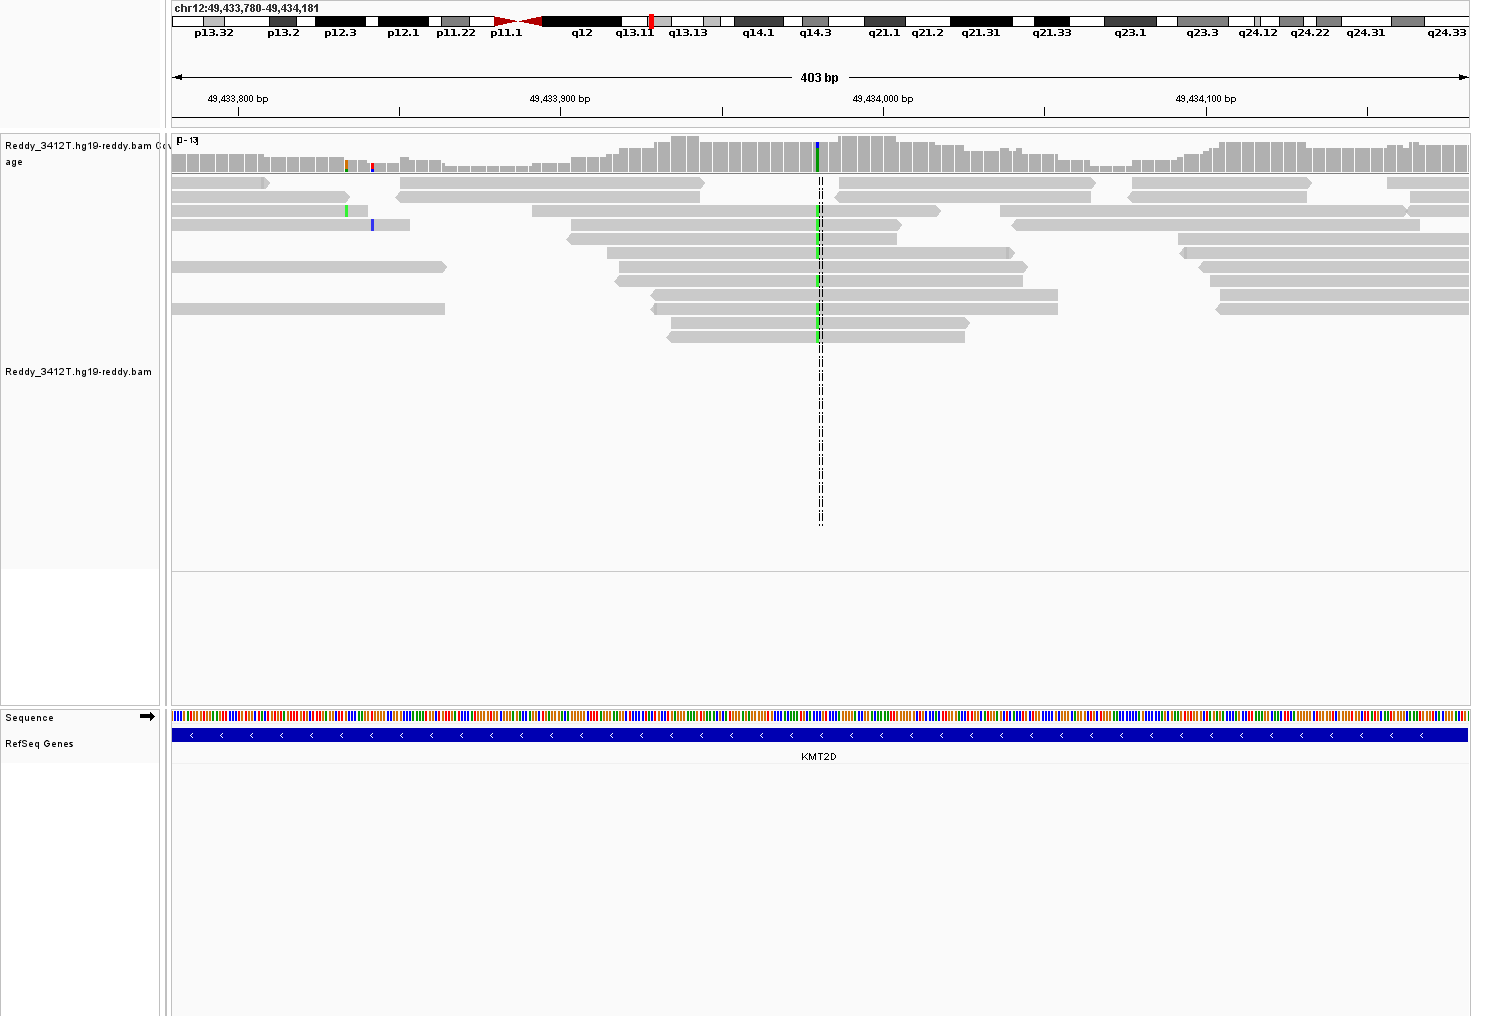 chr12:49,433,780-49,434,181
p13.32 p13.2 p12.3 p12.1 p11.22 p11.1 q12 q13.11 q13.13 q14.1 q14.3 q21.1 q21.2 q21.31 q21.33 q23.1 q23.3 q24.12 q24.22 q24.31 q24.33
403 bp
49,433,800 bp 49,433,900 bp 49,434,000 bp 49,434,100 bp
[0 - 13]
Reddy_3412T.hg19-reddy.bam Cov
age
Reddy_3412T.hg19-reddy.bam
Sequence
RefSeq Genes
KMT2D